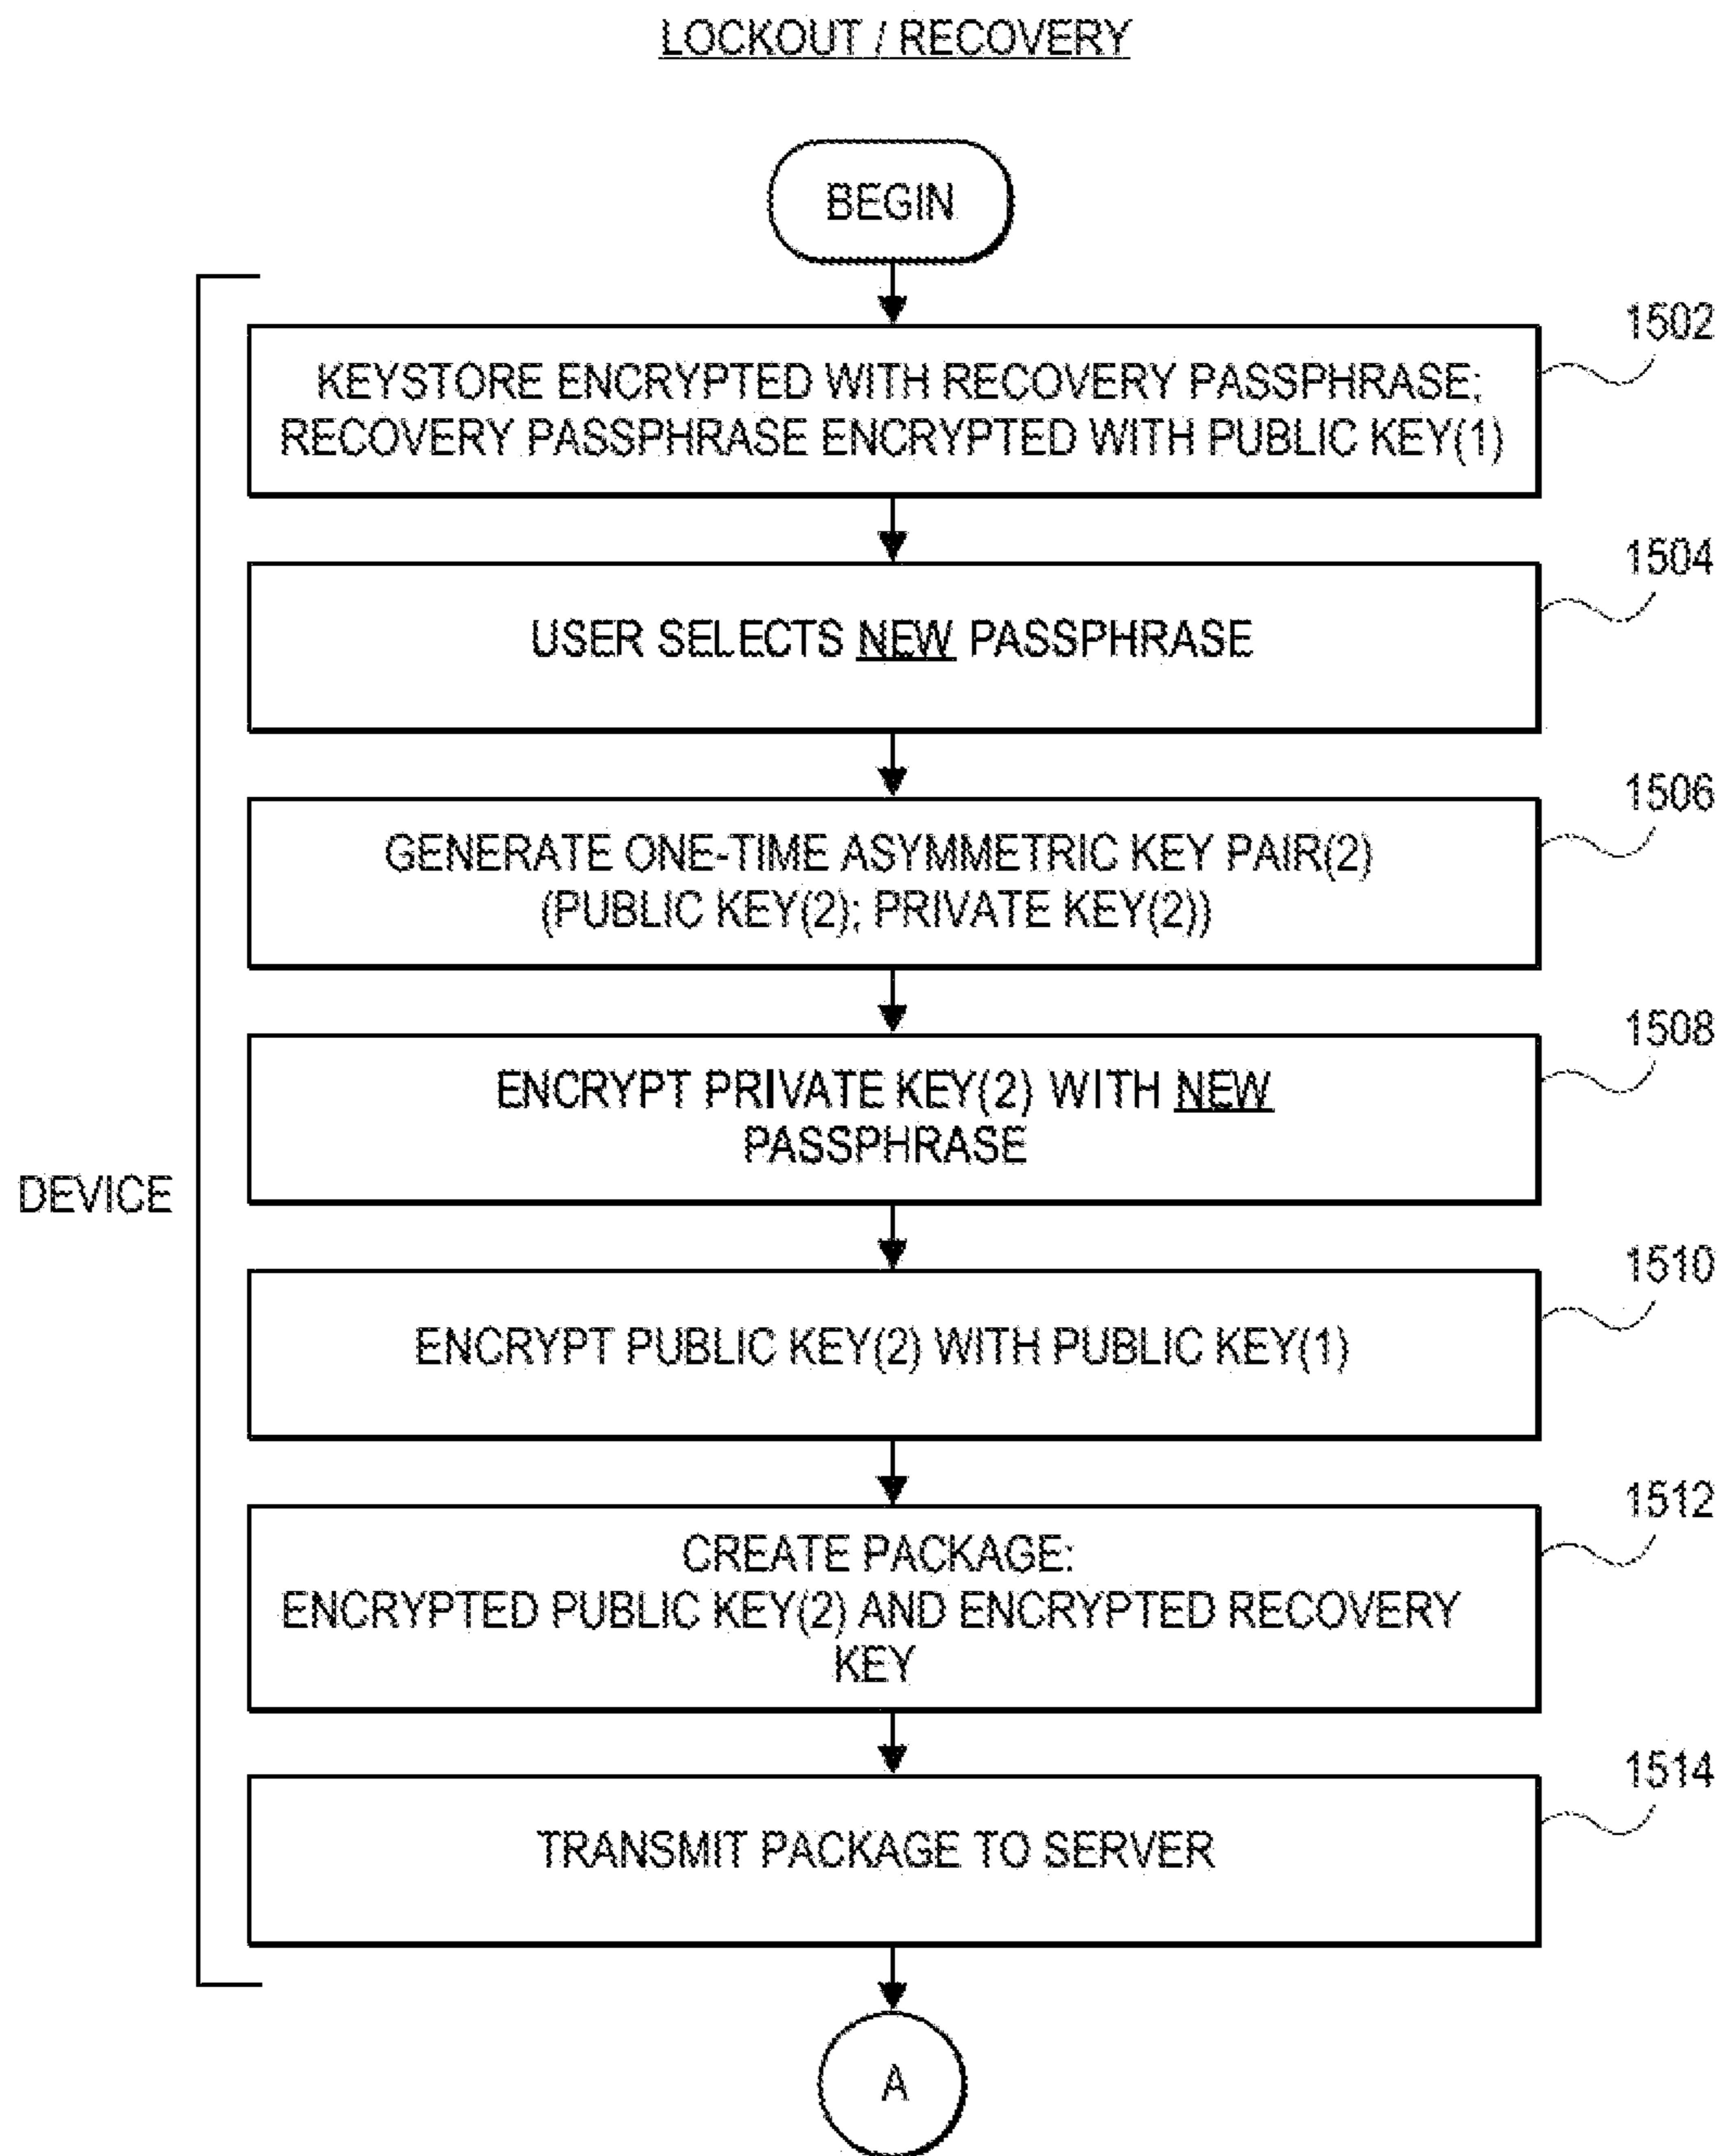 LOCKOUT / RECOVERY
BEGIN
1502
KEYSTORE ENCRYPTED WITH RECOVERY PASSPHRASE;
RECOVERY PASSPHRASE ENCRYPTED WITH PUBLIC KEY(1)
1504
USER SELECTS NEW PASSPHRASE
1506
GENERATE ONE-TIME ASYMMETRIC KEY PAIR(2)
(PUBLIC KEY(2); PRIVATE KEY(2))
1508
ENCRYPT PRIVATE KEY(2) WITH NEW
PASSPHRASE
DEVICE
1510
ENCRYPT PUBLIC KEY(2) WITH PUBLIC KEY(1)
1512
CREATE PACKAGE:
ENCRYPTED PUBLIC KEY(2) AND ENCRYPTED RECOVERY
KEY
1514
TRANSMIT PACKAGE TO SERVER
A